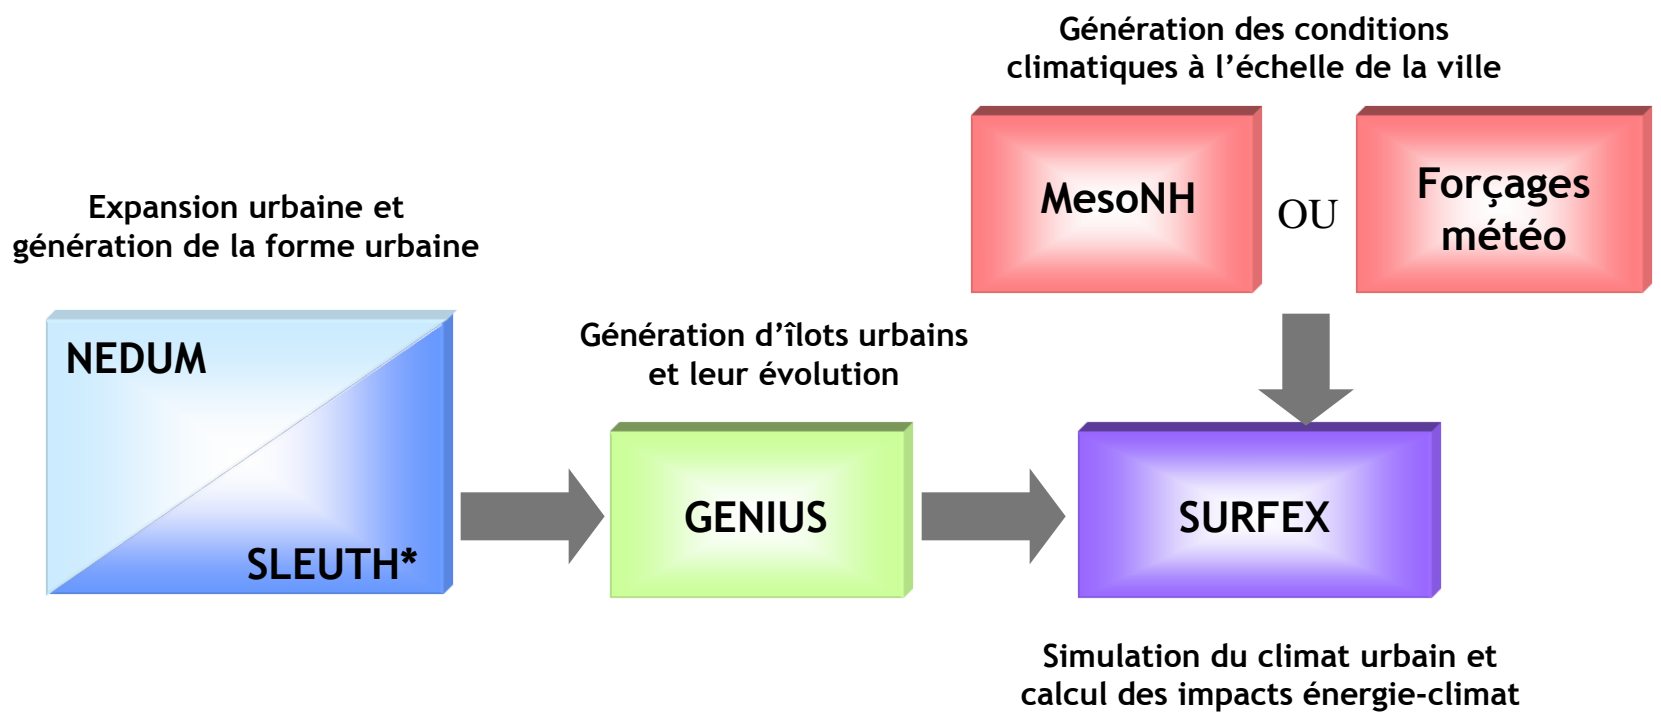 Génération des conditions
climatiques à l'échelle de la ville
MesoNH
OU
Forçages
météo
Expansion urbaine et
génération de la forme urbaine
NEDUM
SLEUTH*
Génération d'îlots urbains
et leur évolution
GENIUS
SURFEX
Simulation du climat urbain et
calcul des impacts énergie-climat